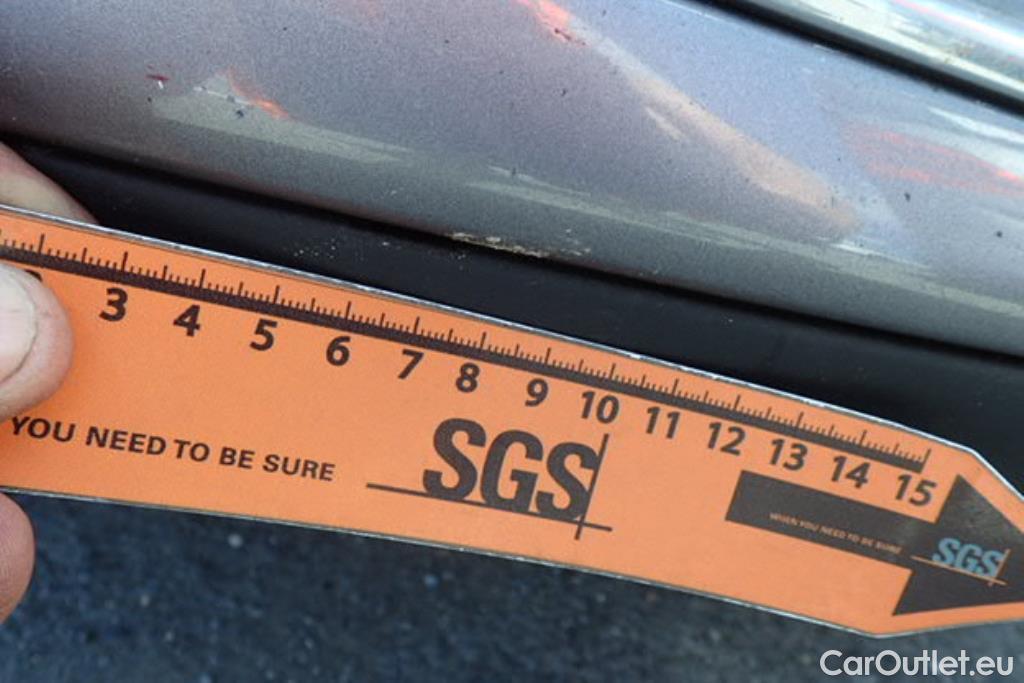 3 4 5 6 7 8 9 10 11 12 13 14 15
YOU NEED TO BE SURE
SGS
WHEN YOU NEED TO BE SURE
SGS
CarOutlet.eu